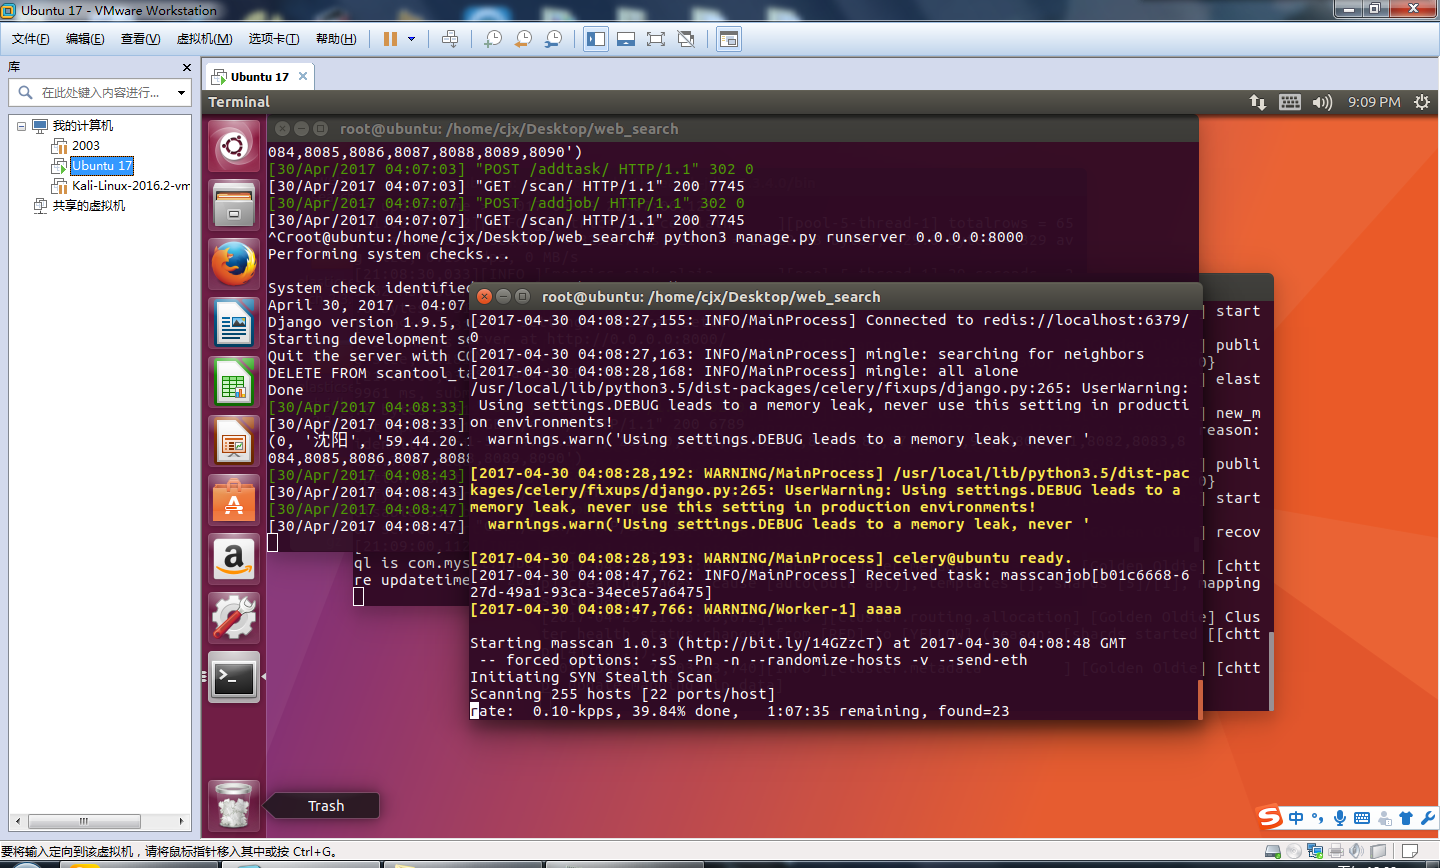 Ubuntu 17 - VMware Workstation
文件(F) 编辑(E) 查看(V) 虚拟机(M) 选项卡(T) 帮助(H)
库
在此处键入内容进行...
我的计算机
2003
Ubuntu 17
Kali-Linux-2016.2-vm
共享的虚拟机
Ubuntu 17
Terminal
9:09 PM
root@ubuntu: /home/cjx/Desktop/web_search
084,8085,8086,8087,8088,8089,8090')
[30/Apr/2017 04:07:03] "POST /addtask/ HTTP/1.1" 302 0
[30/Apr/2017 04:07:03] "GET /scan/ HTTP/1.1" 200 7745
[30/Apr/2017 04:07:07] "POST /addjob/ HTTP/1.1" 302 0
[30/Apr/2017 04:07:07] "GET /scan/ HTTP/1.1" 200 7745
^Croot@ubuntu:/home/cjx/Desktop/web_search# python3 manage.py runserver 0.0.0.0:8000
Performing system checks...
System check identified
April 30, 2017 - 04:07
Django version 1.9.5, u
Starting development se
Quit the server with CO
DELETE FROM scantool_ta
Done
[30/Apr/2017 04:08:33]
[30/Apr/2017 04:08:33]
(0, '沈阳', '59.44.20.1
084,8085,8086,8087,8088
[30/Apr/2017 04:08:43]
[30/Apr/2017 04:08:43]
[30/Apr/2017 04:08:47]
[30/Apr/2017 04:08:47]
ql is com.mys
re updatetime
root@ubuntu: /home/cjx/Desktop/web_search
[2017-04-30 04:08:27,155: INFO/MainProcess] Connected to redis://localhost:6379/
0
[2017-04-30 04:08:27,163: INFO/MainProcess] mingle: searching for neighbors
[2017-04-30 04:08:28,168: INFO/MainProcess] mingle: all alone
/usr/local/lib/python3.5/dist-packages/celery/fixups/django.py:265: UserWarning:
Using settings.DEBUG leads to a memory leak, never use this setting in producti
on environments!
warnings.warn('Using settings.DEBUG leads to a memory leak, never '
[2017-04-30 04:08:28,192: WARNING/MainProcess] /usr/local/lib/python3.5/dist-pac
kages/celery/fixups/django.py:265: UserWarning: Using settings.DEBUG leads to a
memory leak, never use this setting in production environments!
warnings.warn('Using settings.DEBUG leads to a memory leak, never '
[2017-04-30 04:08:28,193: WARNING/MainProcess] celery@ubuntu ready.
[2017-04-30 04:08:47,762: INFO/MainProcess] Received task: masscanjob[b01c6668-6
27d-49a1-93ca-34ece57a6475]
[2017-04-30 04:08:47,766: WARNING/Worker-1] aaaa
Starting masscan 1.0.3 (http://bit.ly/14GZzcT) at 2017-04-30 04:08:48 GMT
-- forced options: -sS -Pn -n --randomize-hosts -v --send-eth
Initiating SYN Stealth Scan
Scanning 255 hosts [22 ports/host]
rate: 0.10-kpps, 39.84% done, 1:07:35 remaining, found=23
| start
| publi
0}
| elast
| new_m
reason:
| publi
0}
| start
| recov
] [chtt
mapping
e] Clus
d [[chtt
] [chtt
Trash
中
要将输入定向到该虚拟机，请将鼠标指针移入其中或按 Ctrl+G。